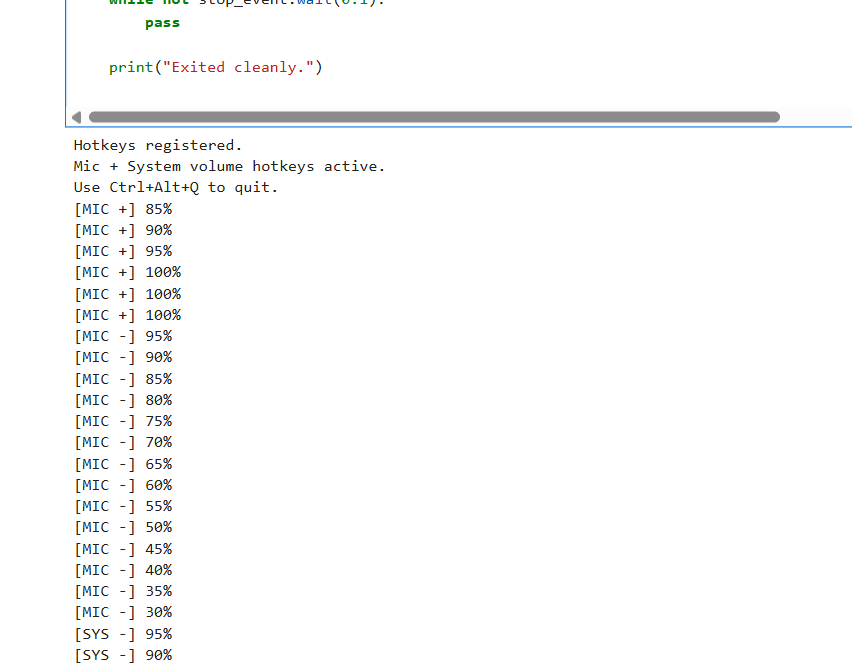 while not stop_event.wait(0.1):
pass
print("Exited cleanly.")
Hotkeys registered.
Mic + System volume hotkeys active.
Use Ctrl+Alt+Q to quit.
[MIC +] 85%
[MIC +] 90%
[MIC +] 95%
[MIC +] 100%
[MIC +] 100%
[MIC +] 100%
[MIC -] 95%
[MIC -] 90%
[MIC -] 85%
[MIC -] 80%
[MIC -] 75%
[MIC -] 70%
[MIC -] 65%
[MIC -] 60%
[MIC -] 55%
[MIC -] 50%
[MIC -] 45%
[MIC -] 40%
[MIC -] 35%
[MIC -] 30%
[SYS -] 95%
[SYS -] 90%